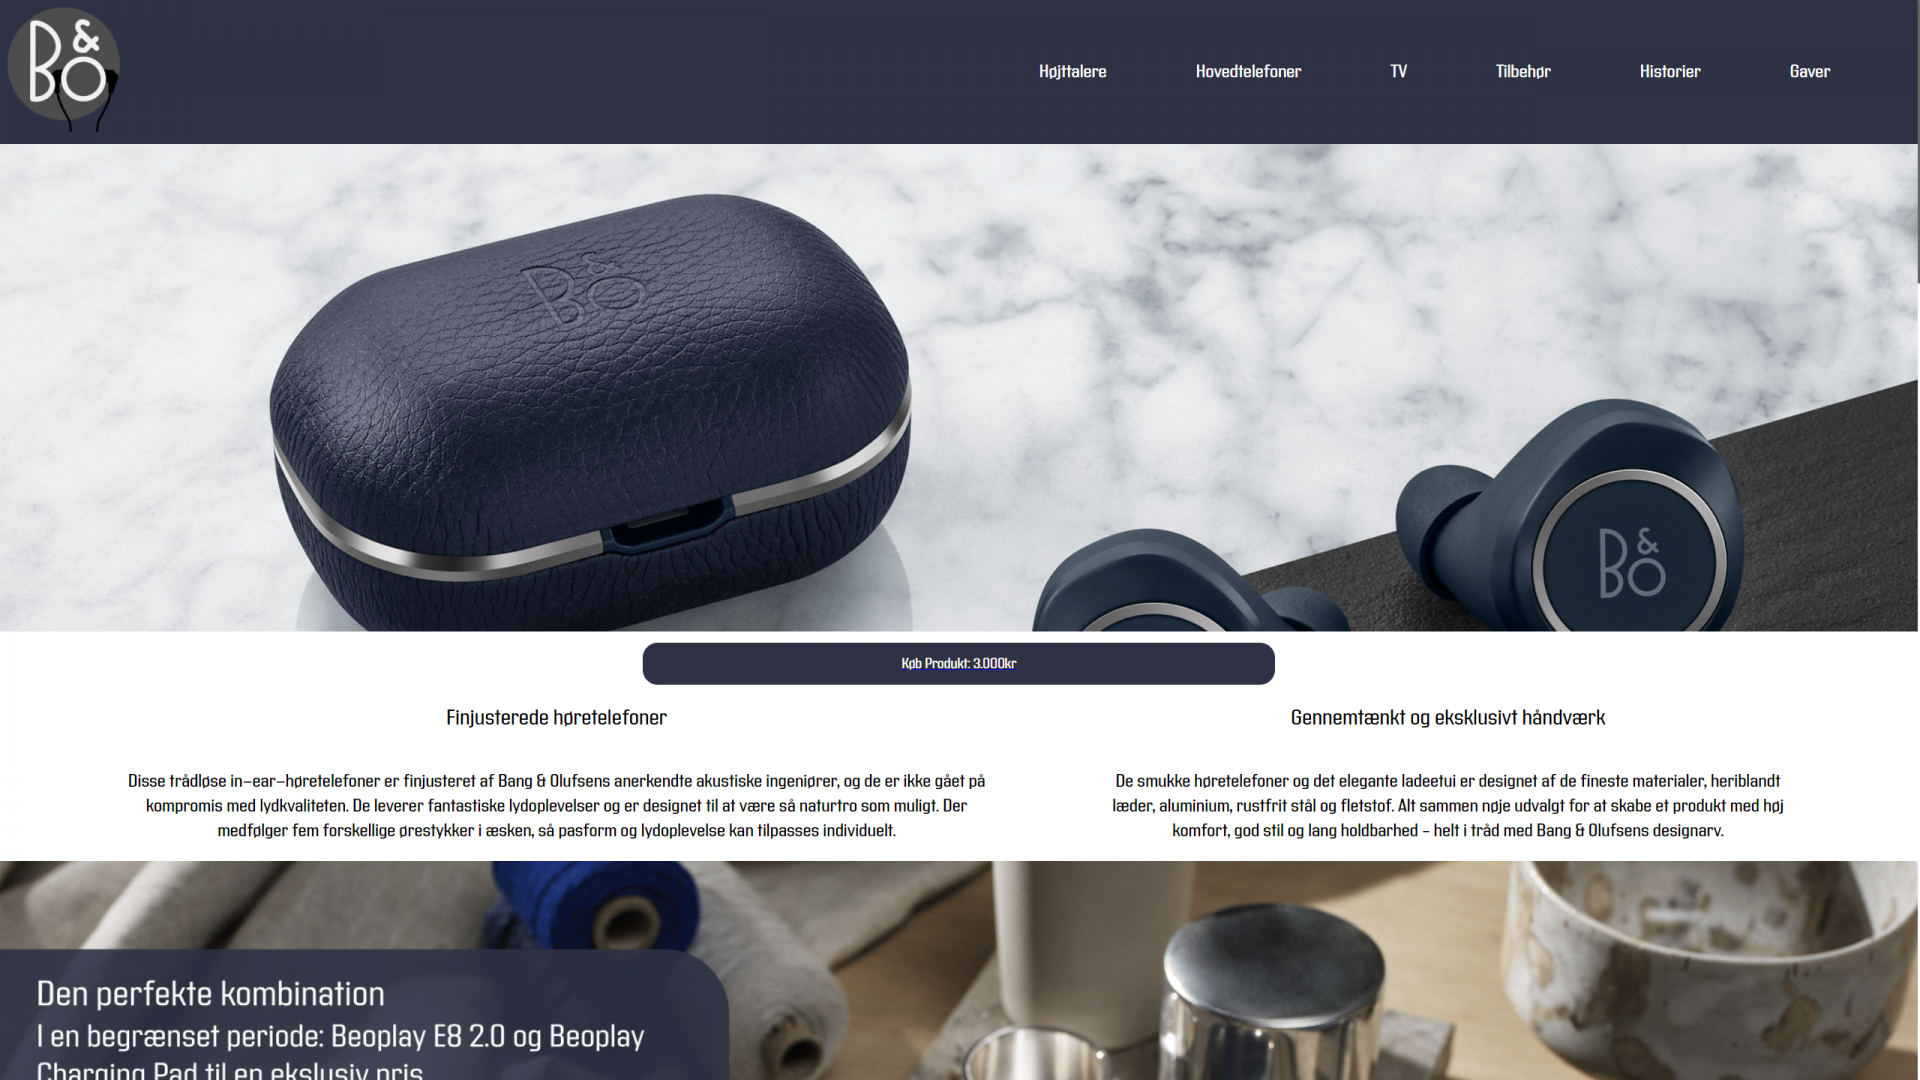 B&O
Højttalere Hovedtelefoner TV Tilbehør Historier Gaver
B&O
B&O
Køb Produkt: 3.000kr
Finjusterede høretelefoner
Disse trådløse in-ear-høretelefoner er finjusteret af Bang & Olufsens anerkendte akustiske ingeniører, og de er ikke gået på
kompromis med lydkvaliteten. De leverer fantastiske lydoplevelser og er designet til at være så naturtro som muligt. Der
medfølger fem forskellige ørestykker i æsken, så pasform og lydoplevelse kan tilpasses individuelt.
Gennemtænkt og eksklusivt håndværk
De smukke høretelefoner og det elegante ladeetui er designet af de fineste materialer, heriblandt
læder, aluminium, rustfrit stål og fletstof. Alt sammen nøje udvalgt for at skabe et produkt med høj
komfort, god stil og lang holdbarhed – helt i tråd med Bang & Olufsens designarv.
Den perfekte kombination
I en begrænset periode: Beoplay E8 2.0 og Beoplay
Charging Pad til en ekslusiv pris